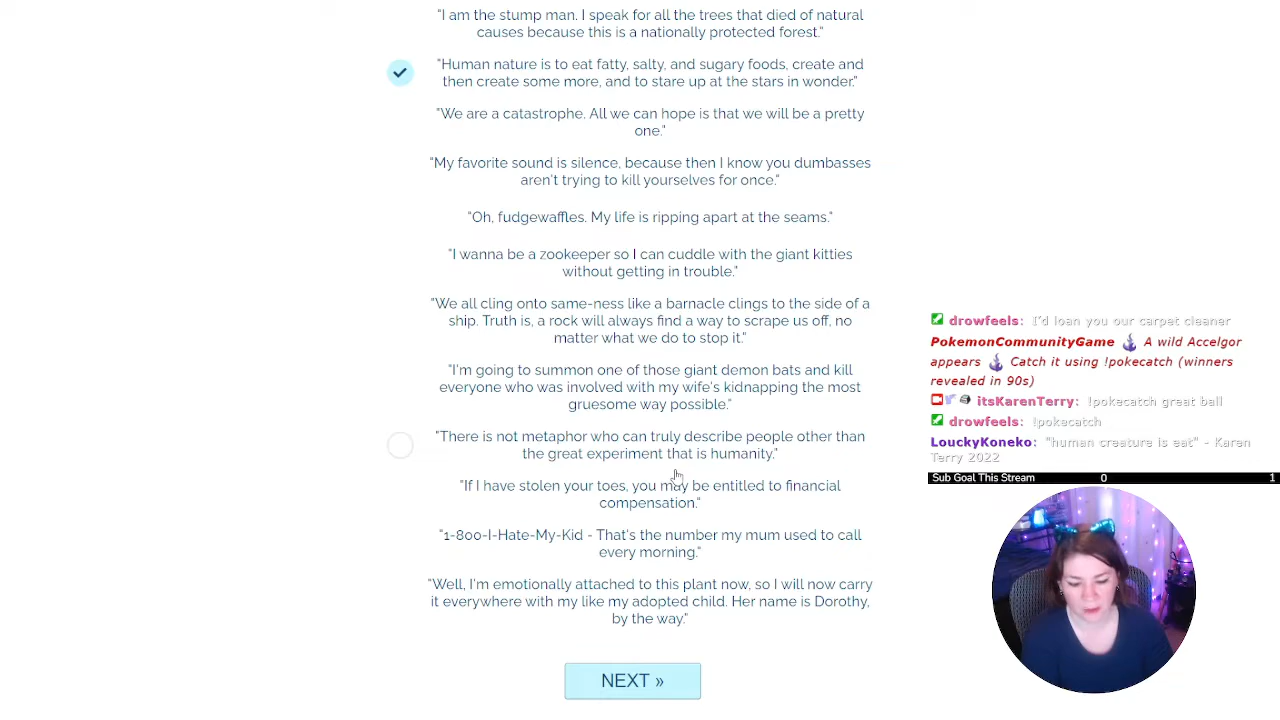 "I am the stump man. I speak for all the trees that died of natural
causes because this is a nationally protected forest."
"Human nature is to eat fatty, salty, and sugary foods, create and
then create some more, and to stare up at the stars in wonder."
"We are a catastrophe. All we can hope is that we will be a pretty
one."
"My favorite sound is silence, because then I know you dumbasses
aren't trying to kill yourselves for once."
"Oh, fudgewaffles. My life is ripping apart at the seams."
"I wanna be a zookeeper so I can cuddle with the giant kitties
without getting in trouble."
"We all cling onto same-ness like a barnacle clings to the side of a
ship. Truth is, a rock will always find a way to scrape us off, no
matter what we do to stop it."
"I'm going to summon one of those giant demon bats and kill
everyone who was involved with my wife's kidnapping the most
gruesome way possible."
"There is not metaphor who can truly describe people other than
the great experiment that is humanity."
"If I have stolen your toes, you may be entitled to financial
compensation."
"1-800-I-Hate-My-Kid - That's the number my mum used to call
every morning."
"Well, I'm emotionally attached to this plant now, so I will now carry
it everywhere with my like my adopted child. Her name is Dorothy,
by the way."
NEXT »
drowfeels: I'd loan you our carpet cleaner
PokemonCommunityGame A wild Accelgor
appears Catch it using !pokecatch (winners
revealed in 90s)
itsKarenTerry: !pokecatch great ball
drowfeels: !pokecatch
LouckyKoneko: "human creature is eat" - Karen
Terry 2022
Sub Goal This Stream 0 1